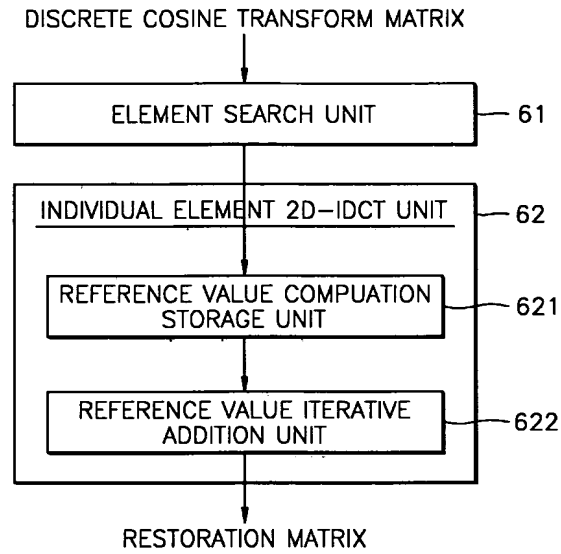 DISCRETE COSINE TRANSFORM MATRIX
ELEMENT SEARCH UNIT
61
INDIVIDUAL ELEMENT 2D-IDCT UNIT
62
REFERENCE VALUE COMPUATION
STORAGE UNIT
621
REFERENCE VALUE ITERATIVE
ADDITION UNIT
622
RESTORATION MATRIX